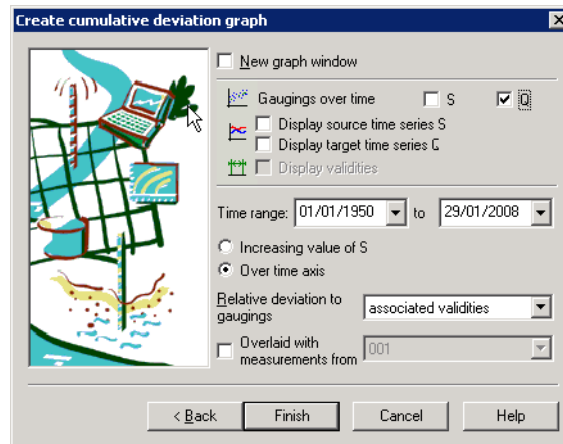 Create cumulative deviation graph
New graph window
Gaugings over time S Q
Display source time series S
Display target time series Q
Display validities
Time range: 01/01/1950 to 29/01/2008
Increasing value of S
Over time axis
Relative deviation to
gaugings
associated validities
Overlaid with
measurements from
001
< Back Finish Cancel Help